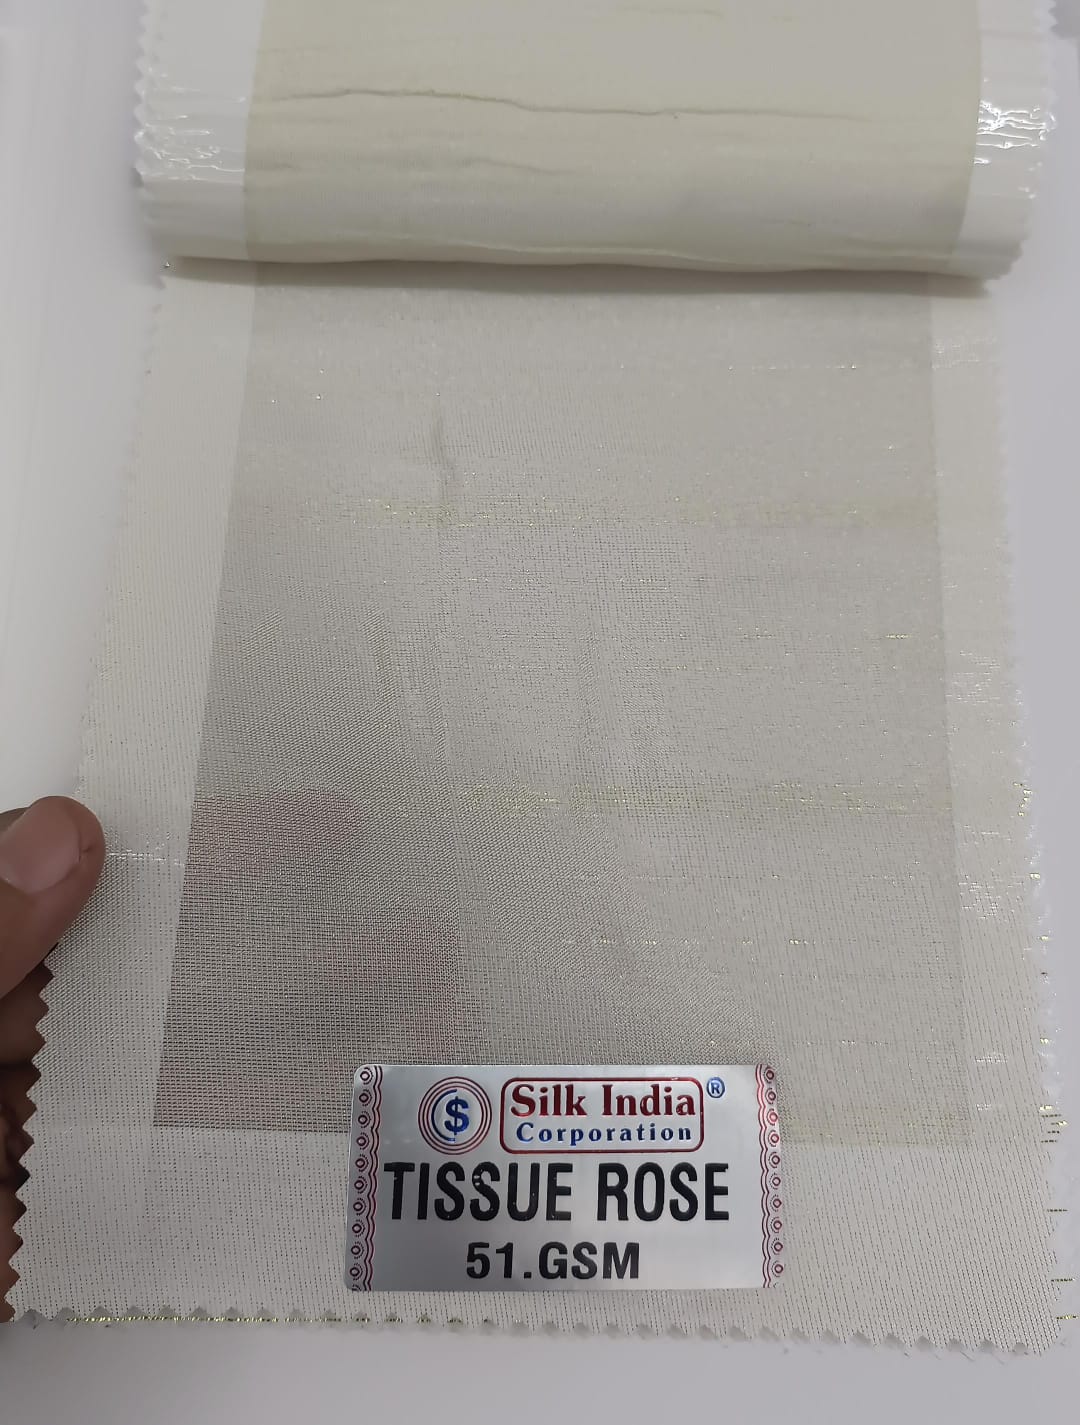 $
Silk India ®
Corporation
TISSUE ROSE
51.GSM